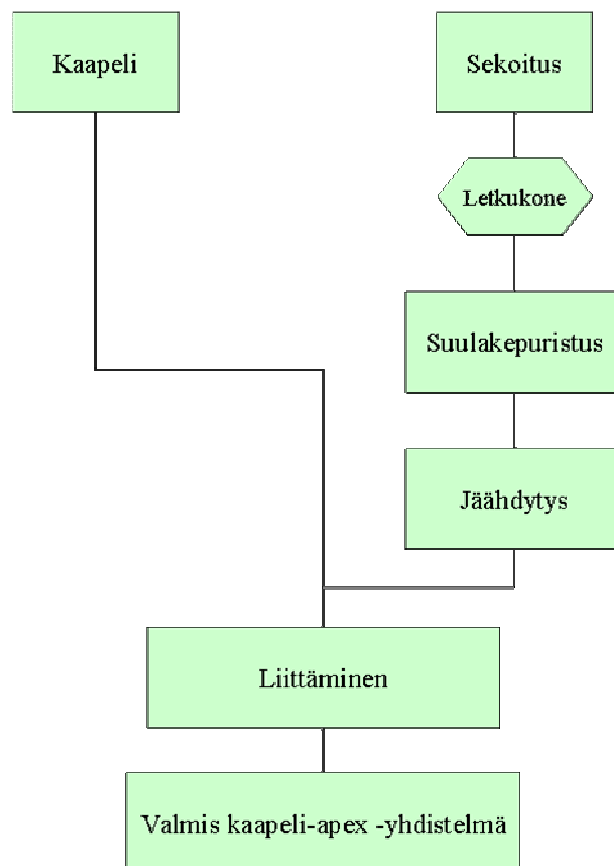 Kaapeli
Sekoitus
Letkukone
Suulakepuristus
Jäähdytys
Liittäminen
Valmis kaapeli-apex -yhdistelmä